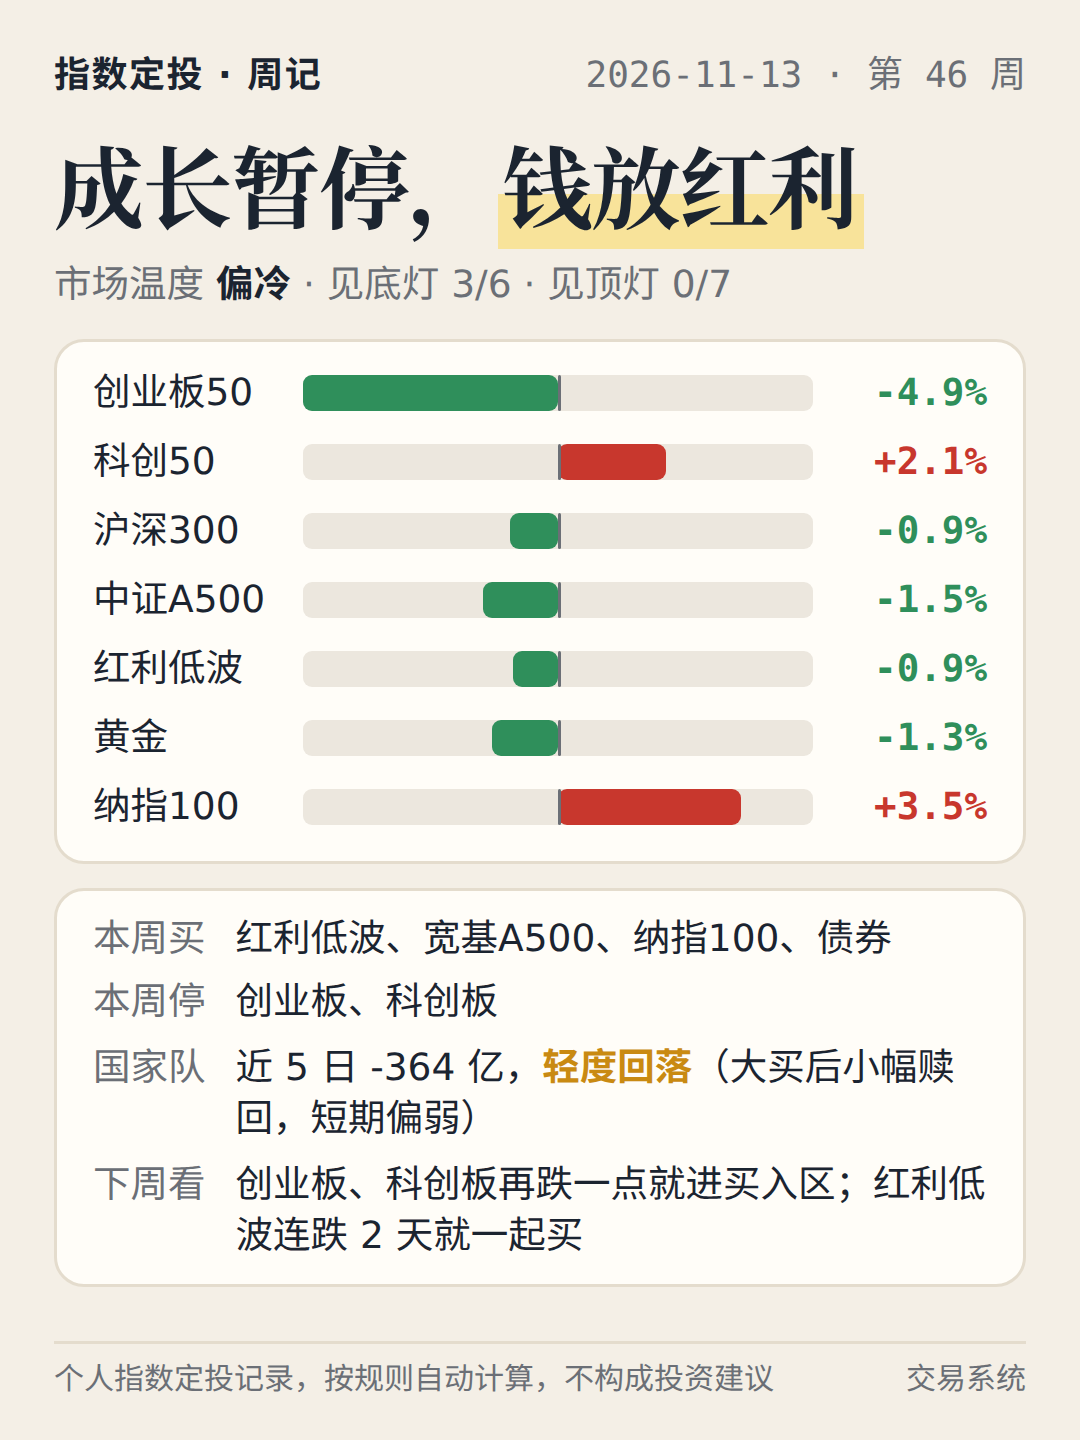 指数定投 · 周记
2026-11-13 · 第 46 周
成长暂停，钱放红利
市场温度 偏冷 · 见底灯 3/6 · 见顶灯 0/7
创业板50 -4.9%
科创50 +2.1%
沪深300 -0.9%
中证A500 -1.5%
红利低波 -0.9%
黄金 -1.3%
纳指100 +3.5%
本周买 红利低波、宽基A500、纳指100、债券
本周停 创业板、科创板
国家队 近 5 日 -364 亿，轻度回落（大买后小幅赎
回，短期偏弱）
下周看 创业板、科创板再跌一点就进买入区；红利低
波连跌 2 天就一起买
个人指数定投记录，按规则自动计算，不构成投资建议
交易系统